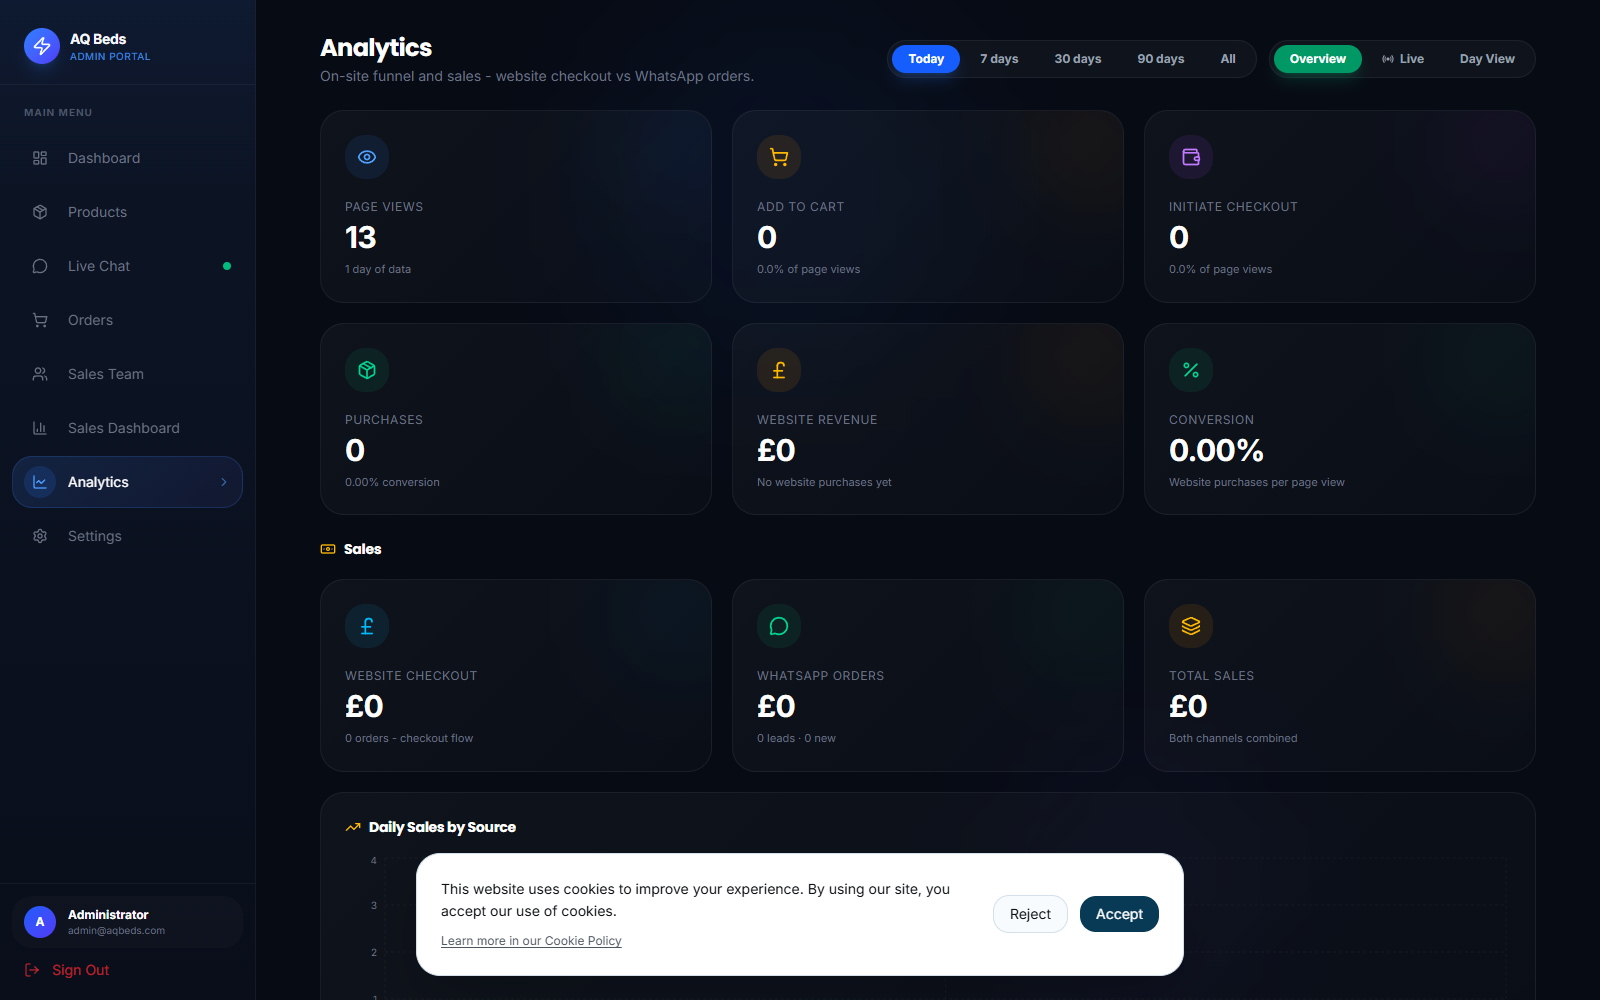 AQ Beds
ADMIN PORTAL
MAIN MENU
Dashboard
Products
Live Chat
Orders
Sales Team
Sales Dashboard
Analytics
Settings
A
Administrator
admin@aqbeds.com
Sign Out
Analytics
On-site funnel and sales - website checkout vs WhatsApp orders.
Today 7 days 30 days 90 days All
Overview Live Day View
PAGE VIEWS
13
1 day of data
ADD TO CART
0
0.0% of page views
INITIATE CHECKOUT
0
0.0% of page views
PURCHASES
0
0.00% conversion
WEBSITE REVENUE
£0
No website purchases yet
CONVERSION
0.00%
Website purchases per page view
Sales
WEBSITE CHECKOUT
£0
0 orders - checkout flow
WHATSAPP ORDERS
£0
0 leads · 0 new
TOTAL SALES
£0
Both channels combined
Daily Sales by Source
4
3
2
1
This website uses cookies to improve your experience. By using our site, you
accept our use of cookies.
Learn more in our Cookie Policy
Reject
Accept